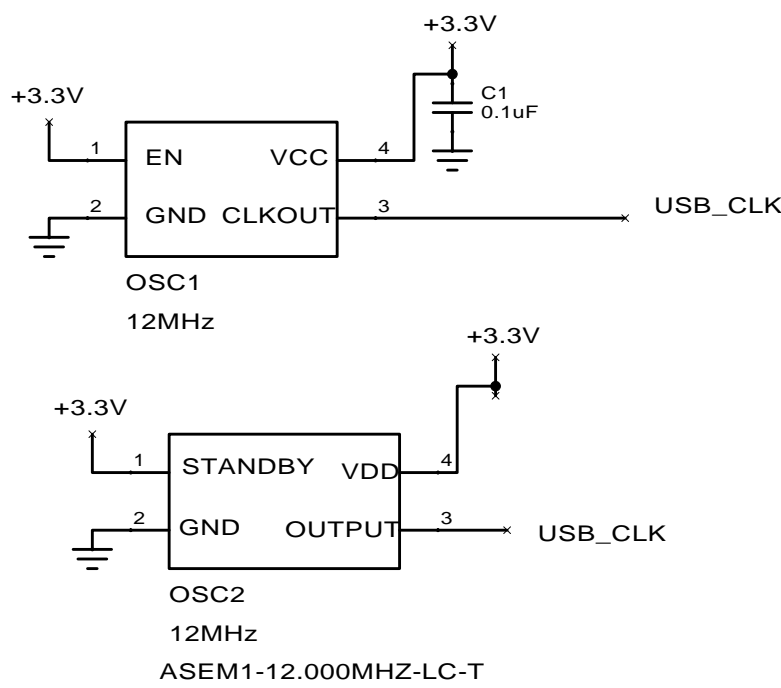 +3.3V
+3.3V
C1
0.1uF
1 EN VCC 4
2 GND CLKOUT 3 USB_CLK
OSC1
12MHz
+3.3V
+3.3V
1 STANDBY VDD 4
2 GND OUTPUT 3 USB_CLK
OSC2
12MHz
ASEM1-12.000MHZ-LC-T